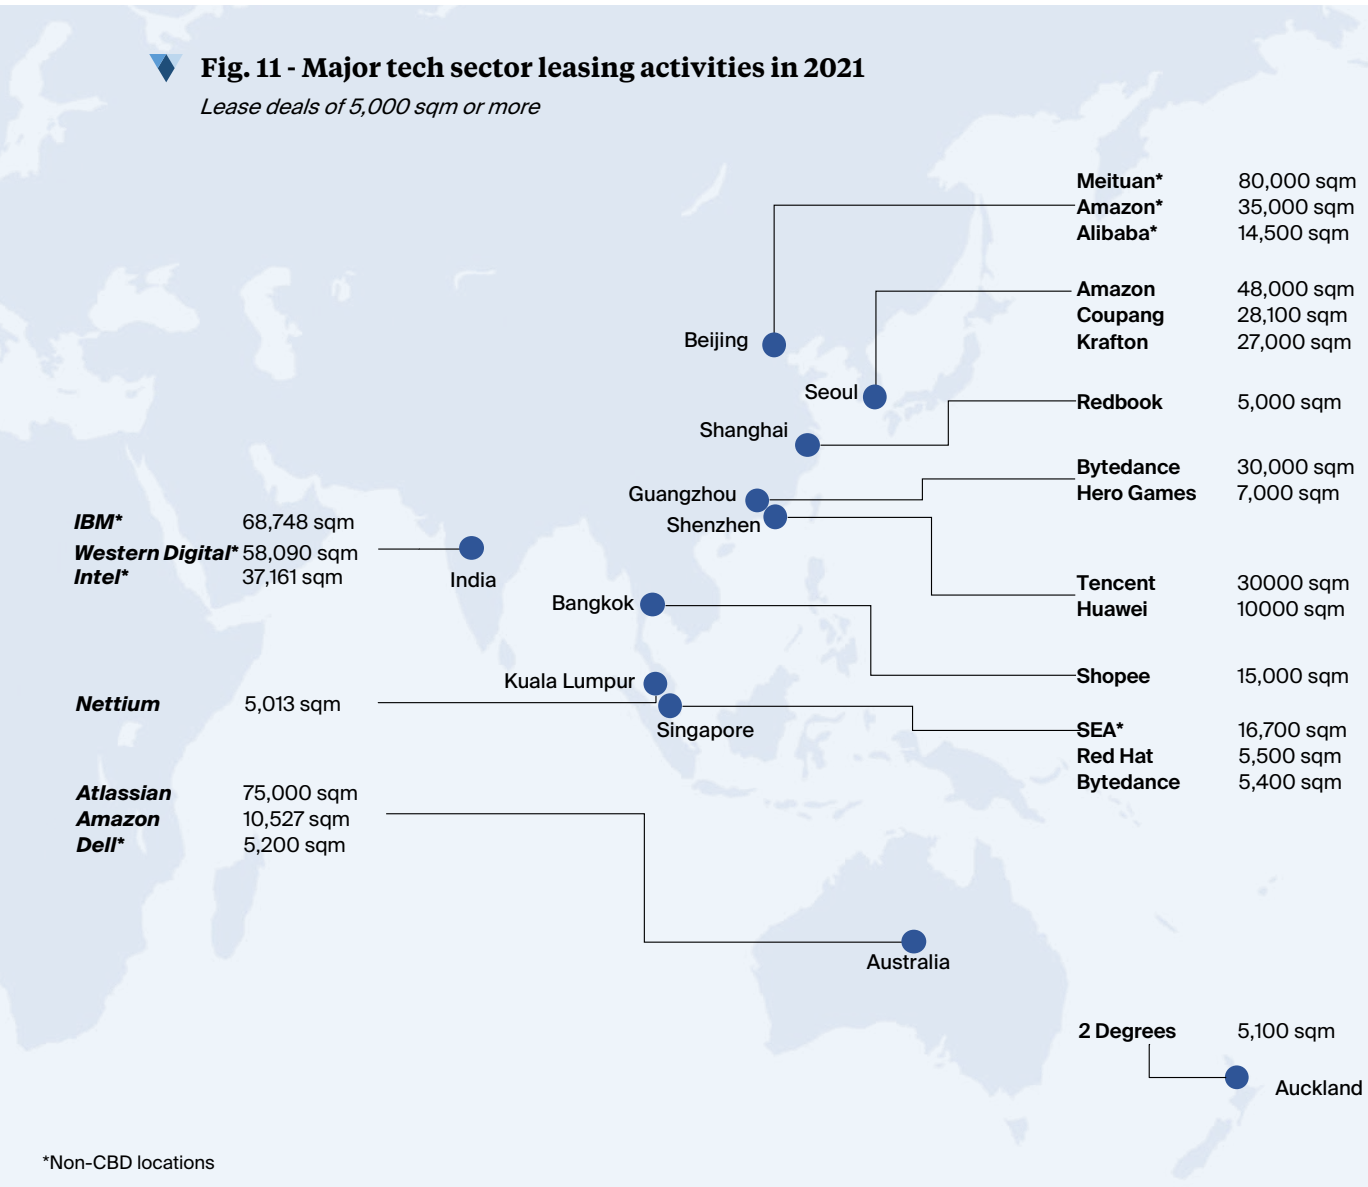 Fig. 11 - Major tech sector leasing activities in 2021
Lease deals of 5,000 sqm or more
Meituan* 80,000 sqm
Amazon* 35,000 sqm
Alibaba* 14,500 sqm
Beijing
Amazon 48,000 sqm
Coupang 28,100 sqm
Krafton 27,000 sqm
Seoul
Redbook 5,000 sqm
Shanghai
Bytedance 30,000 sqm
Hero Games 7,000 sqm
Guangzhou
Shenzhen
Tencent 30000 sqm
Huawei 10000 sqm
IBM* 68,748 sqm
Western Digital* 58,090 sqm
Intel* 37,161 sqm
India
Bangkok
Shopee 15,000 sqm
Kuala Lumpur
Nettium 5,013 sqm
Singapore
SEA* 16,700 sqm
Red Hat 5,500 sqm
Bytedance 5,400 sqm
Atlassian 75,000 sqm
Amazon 10,527 sqm
Dell* 5,200 sqm
Australia
2 Degrees 5,100 sqm
Auckland
*Non-CBD locations